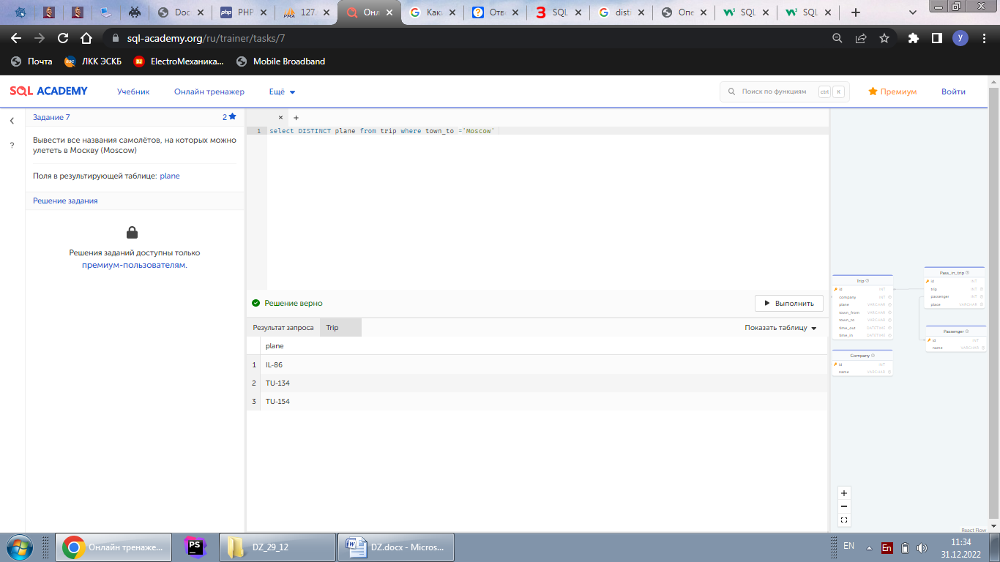 Doc
PHP
127.
Онл
Как
Отв
SQL
disti
Опе
SQL
SQL
sql-academy.org/ru/trainer/tasks/7
у
Почта
ЛКК ЭСКБ
ElectroМеханика...
Mobile Broadband
SQL ACADEMY
Учебник
Онлайн тренажер
Ещё
Поиск по функциям
ctrl
K
Премиум
Войти
Задание 7
2
Вывести все названия самолётов, на которых можно
улететь в Москву (Moscow)
Поля в результирующей таблице: plane
Решение задания
Решения заданий доступны только
премиум-пользователям.
1 select DISTINCT plane from trip where town_to ='Moscow'
Решение верно
Выполнить
Результат запроса
Trip
Показать таблицу
plane
1 IL-86
2 TU-134
3 TU-154
Trip
id INT
company INT
plane VARCHAR
town_from VARCHAR
town_to VARCHAR
time_out DATETIME
time_in DATETIME
Company
id INT
name VARCHAR
Pass_in_trip
id INT
trip INT
passenger INT
place VARCHAR
Passenger
id INT
name VARCHAR
React Flow
Онлайн тренаже...
PS
DZ_29_12
DZ.docx - Micros...
EN
En
11:34
31.12.2022